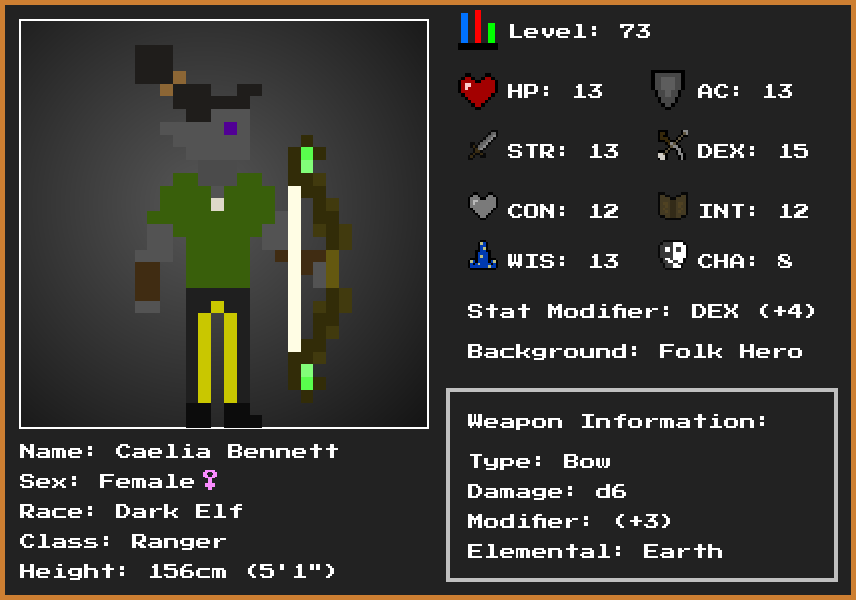 Level: 73
HP: 13
AC: 13
STR: 13
DEX: 15
CON: 12
INT: 12
WIS: 13
CHA: 8
Stat Modifier: DEX (+4)
Background: Folk Hero
Weapon Information:
Type: Bow
Damage: d6
Modifier: (+3)
Elemental: Earth
Name: Caelia Bennett
Sex: Female♀
Race: Dark Elf
Class: Ranger
Height: 156cm (5'1")